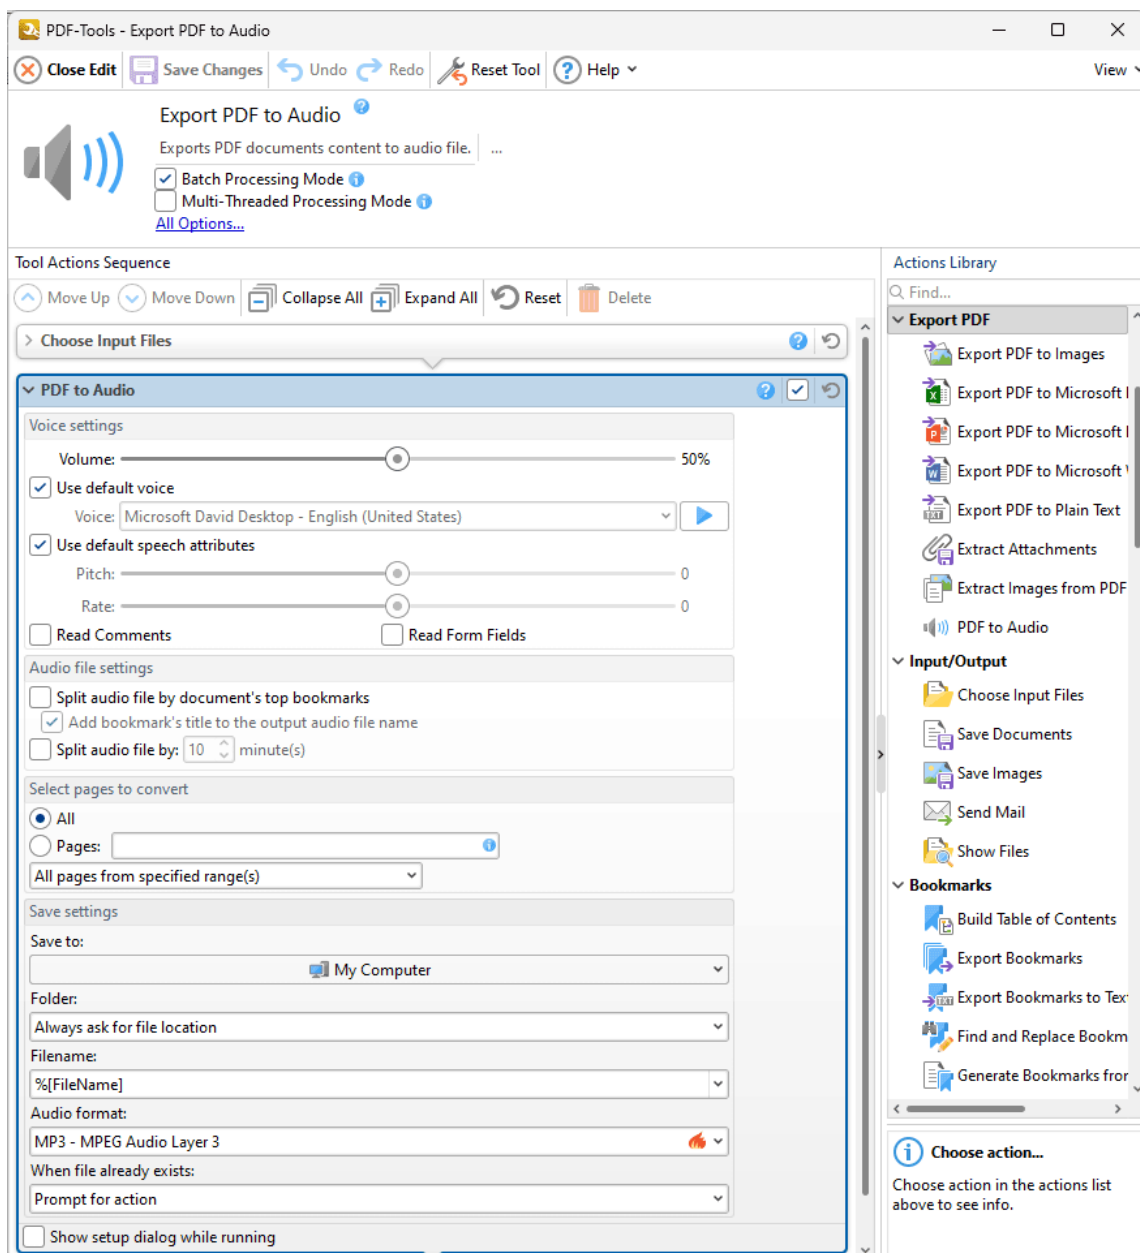 PDF-Tools - Export PDF to Audio
Close Edit Save Changes Undo Redo Reset Tool Help View
Export PDF to Audio
Exports PDF documents content to audio file. ...
Batch Processing Mode
Multi-Threaded Processing Mode
All Options...
Tool Actions Sequence
Move Up Move Down Collapse All Expand All Reset Delete
Choose Input Files
PDF to Audio
Voice settings
Volume: 50%
Use default voice
Voice: Microsoft David Desktop - English (United States)
Use default speech attributes
Pitch: 0
Rate: 0
Read Comments Read Form Fields
Audio file settings
Split audio file by document's top bookmarks
Add bookmark's title to the output audio file name
Split audio file by: 10 minute(s)
Select pages to convert
All
Pages:
All pages from specified range(s)
Save settings
Save to:
My Computer
Folder:
Always ask for file location
Filename:
%[FileName]
Audio format:
MP3 - MPEG Audio Layer 3
When file already exists:
Prompt for action
Show setup dialog while running
Actions Library
Find...
Export PDF
Export PDF to Images
Export PDF to Microsoft
Export PDF to Microsoft
Export PDF to Microsoft
Export PDF to Plain Text
Extract Attachments
Extract Images from PDF
PDF to Audio
Input/Output
Choose Input Files
Save Documents
Save Images
Send Mail
Show Files
Bookmarks
Build Table of Contents
Export Bookmarks
Export Bookmarks to
Find and Replace
Generate Bookmarks
Choose action...
Choose action in the actions list
above to see info.